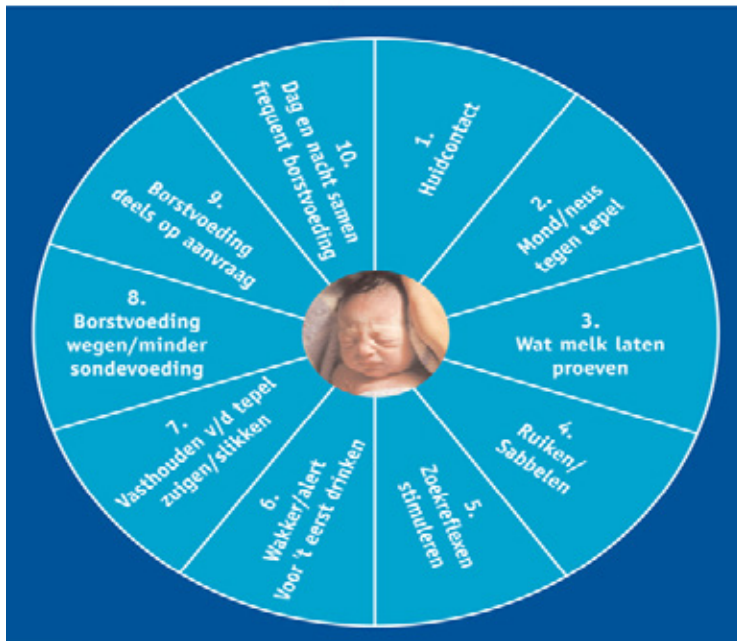 1.
Huidcontact
2.
Mond/neus
tegen tepel
3.
Wat melk laten
proeven
4.
Ruiken/
Sabbelen
5.
Zoekreflexen
stimuleren
6.
Wakker/alert
Voor 't eerst drinken
7.
Vasthouden v/d tepel
zuigen/slikken
8.
Borstvoeding
wegen/minder
sondevoeding
9.
Borstvoeding
deels op aanvraag
10.
Dag en nacht samen
frequent borstvoeding